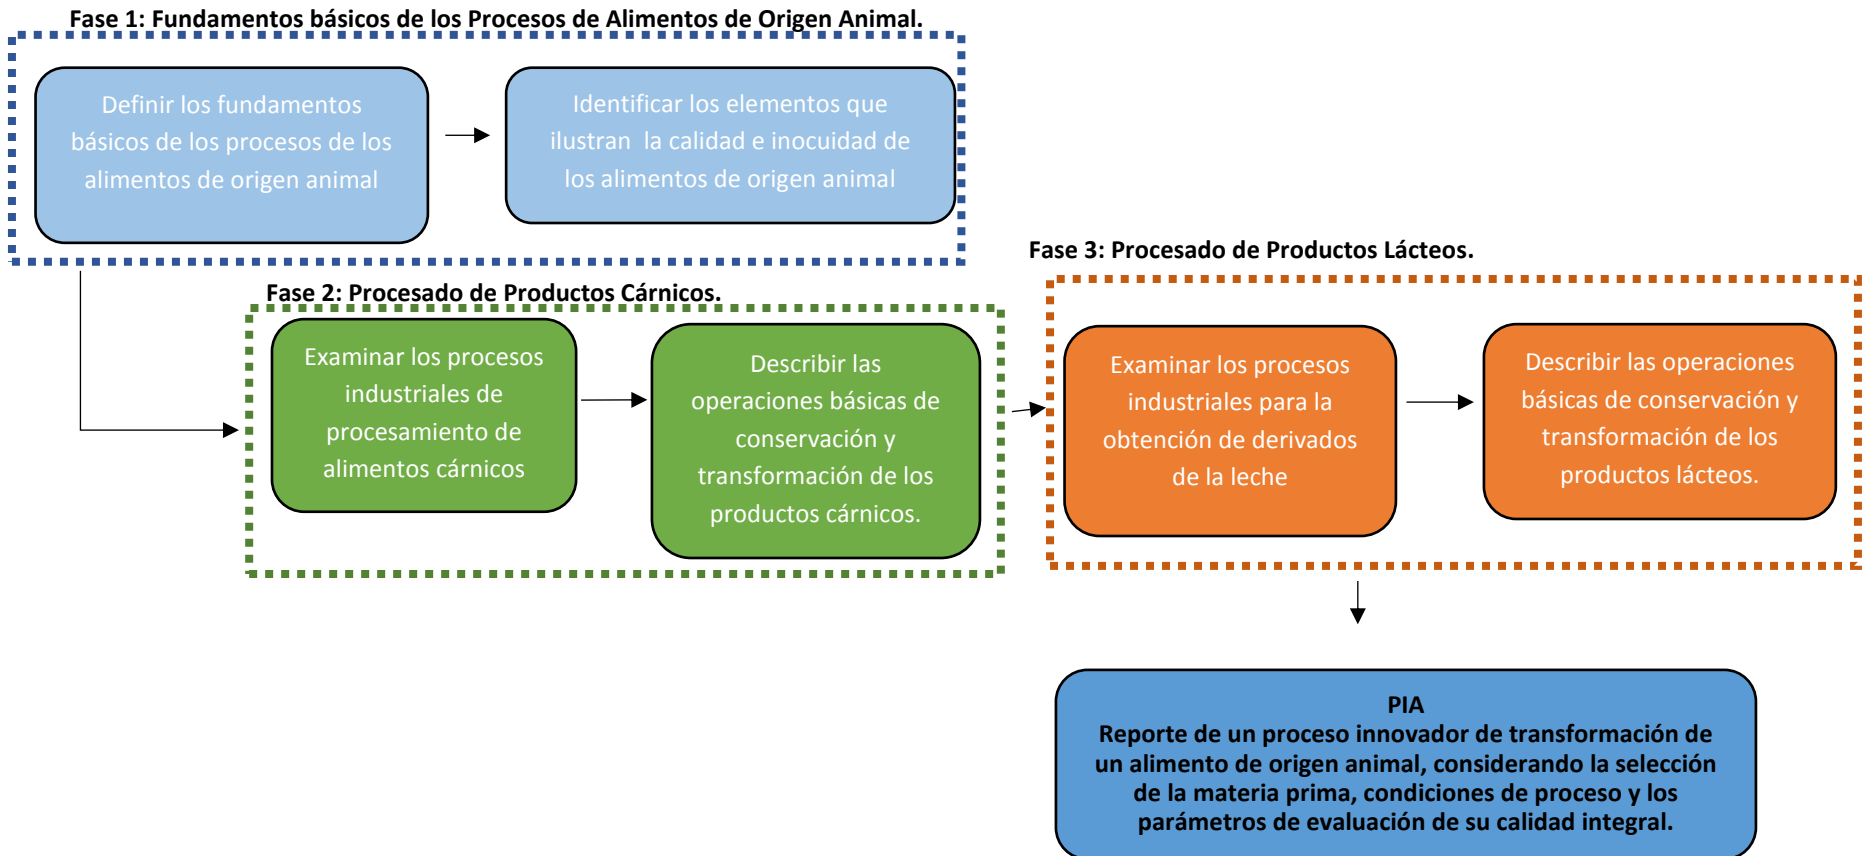 Fase 1: Fundamentos básicos de los Procesos de Alimentos de Origen Animal.
Definir los fundamentos
básicos de los procesos de los
alimentos de origen animal
Identificar los elementos que
ilustran  la calidad e inocuidad de
los alimentos de origen animal
Fase 2: Procesado de Productos Cárnicos.
Examinar los procesos
industriales de
procesamiento de
alimentos cárnicos
Describir las
operaciones básicas de
conservación y
transformación de los
productos cárnicos.
Fase 3: Procesado de Productos Lácteos.
Examinar los procesos
industriales para la
obtención de derivados
de la leche
Describir las operaciones
básicas de conservación y
transformación de los
productos lácteos.
PIA
Reporte de un proceso innovador de transformación de
un alimento de origen animal, considerando la selección
de la materia prima, condiciones de proceso y los
parámetros de evaluación de su calidad integral.